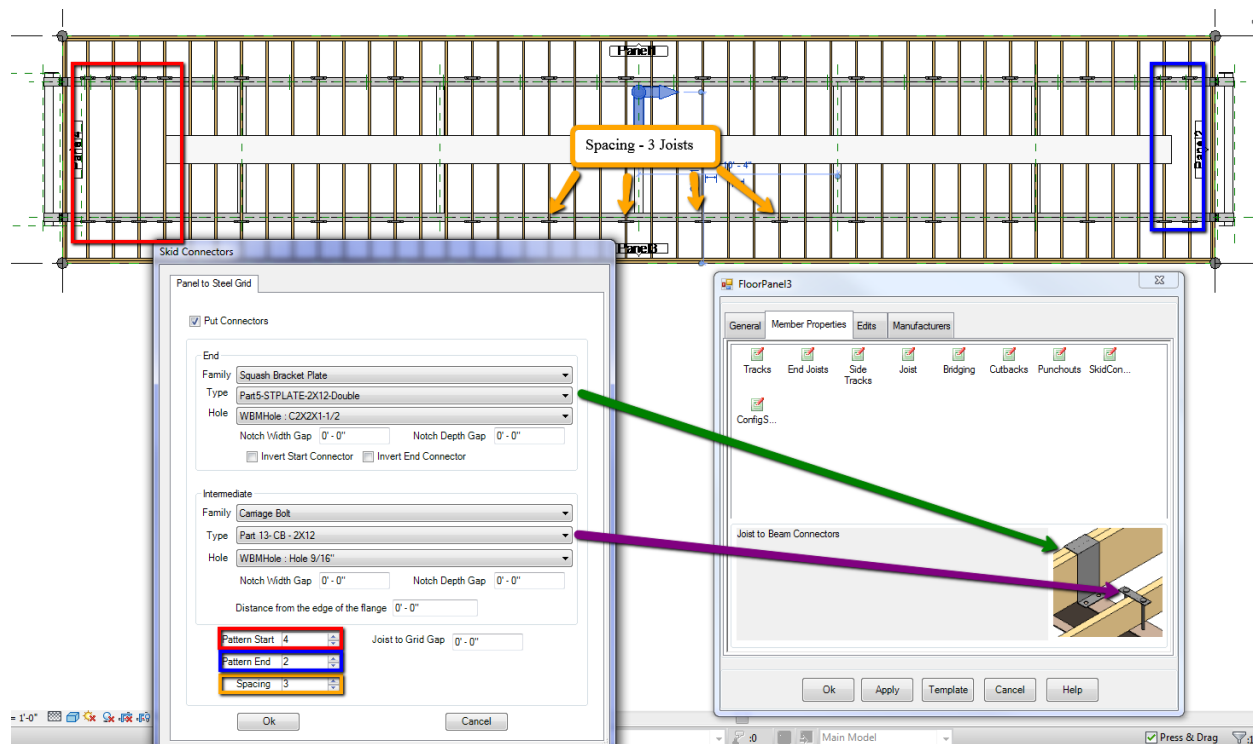 Panel1
Panel4
Panel2
Spacing - 3 Joists
Panel3
Skid Connectors
Panel to Steel Grid
Put Connectors
End
Family Squash Bracket Plate
Type Part5-STPLATE-2X12-Double
Hole WBMHole : C2X2X1-1/2
Notch Width Gap 0' - 0" Notch Depth Gap 0' - 0"
Invert Start Connector Invert End Connector
Intermediate
Family Carriage Bolt
Type Part 13- CB - 2X12
Hole WBMHole : Hole 9/16"
Notch Width Gap 0' - 0" Notch Depth Gap 0' - 0"
Distance from the edge of the flange 0' - 0"
Pattern Start 4 Joist to Grid Gap 0' - 0"
Pattern End 2
Spacing 3
Ok Cancel
FloorPanel3
General Member Properties Edits Manufacturers
Tracks End Joists Side Tracks Joist Bridging Cutbacks Punchouts SkidCon...
ConfigS...
Joist to Beam Connectors
Ok Apply Template Cancel Help
= 1'-0"
:0 Main Model Press & Drag